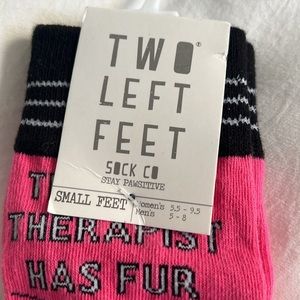 TWO
LEFT
FEET
SOCK CO
STAY PAWSITIVE
SMALL FEET
Women's 5.5 - 9.5
Men's 5 - 8
THERAPIST
HAS FUR